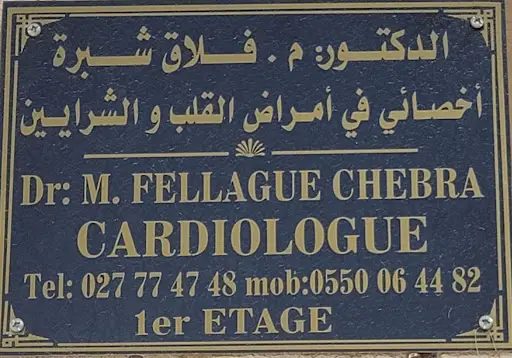 الدكتور: م . فلاق شبرة
أخصائي في أمراض القلب و الشرايين
Dr: M. FELLAGUE CHEBRA
CARDIOLOGUE
Tel: 027 77 47 48 mob:0550 06 44 82
1er ETAGE